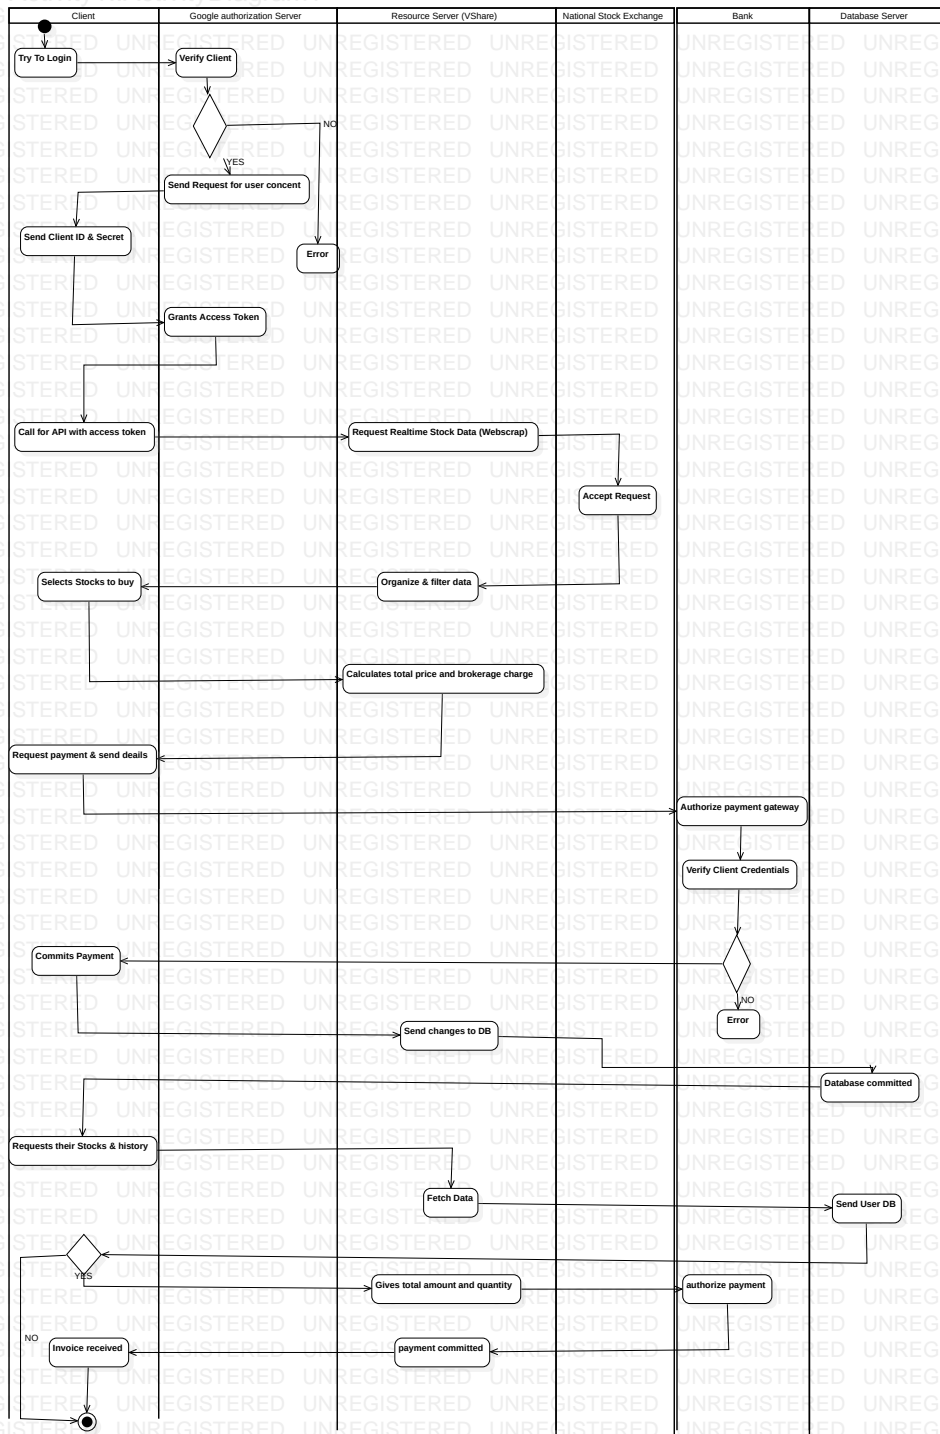 Client
Google authorization Server
Resource Server (VShare)
National Stock Exchange
Bank
Database Server
Try To Login
Verify Client
NO
YES
Send Request for user concent
Send Client ID & Secret
Error
Grants Access Token
Call for API with access token
Request Realtime Stock Data (Webscrap)
Accept Request
Selects Stocks to buy
Organize & filter data
Calculates total price and brokerage charge
Request payment & send deails
Authorize payment gateway
Verify Client Credentials
Commits Payment
NO
Error
Send changes to DB
Database committed
Requests their Stocks & history
Fetch Data
Send User DB
YES
Gives total amount and quantity
authorize payment
NO
Invoice received
payment committed
UNREGISTERED